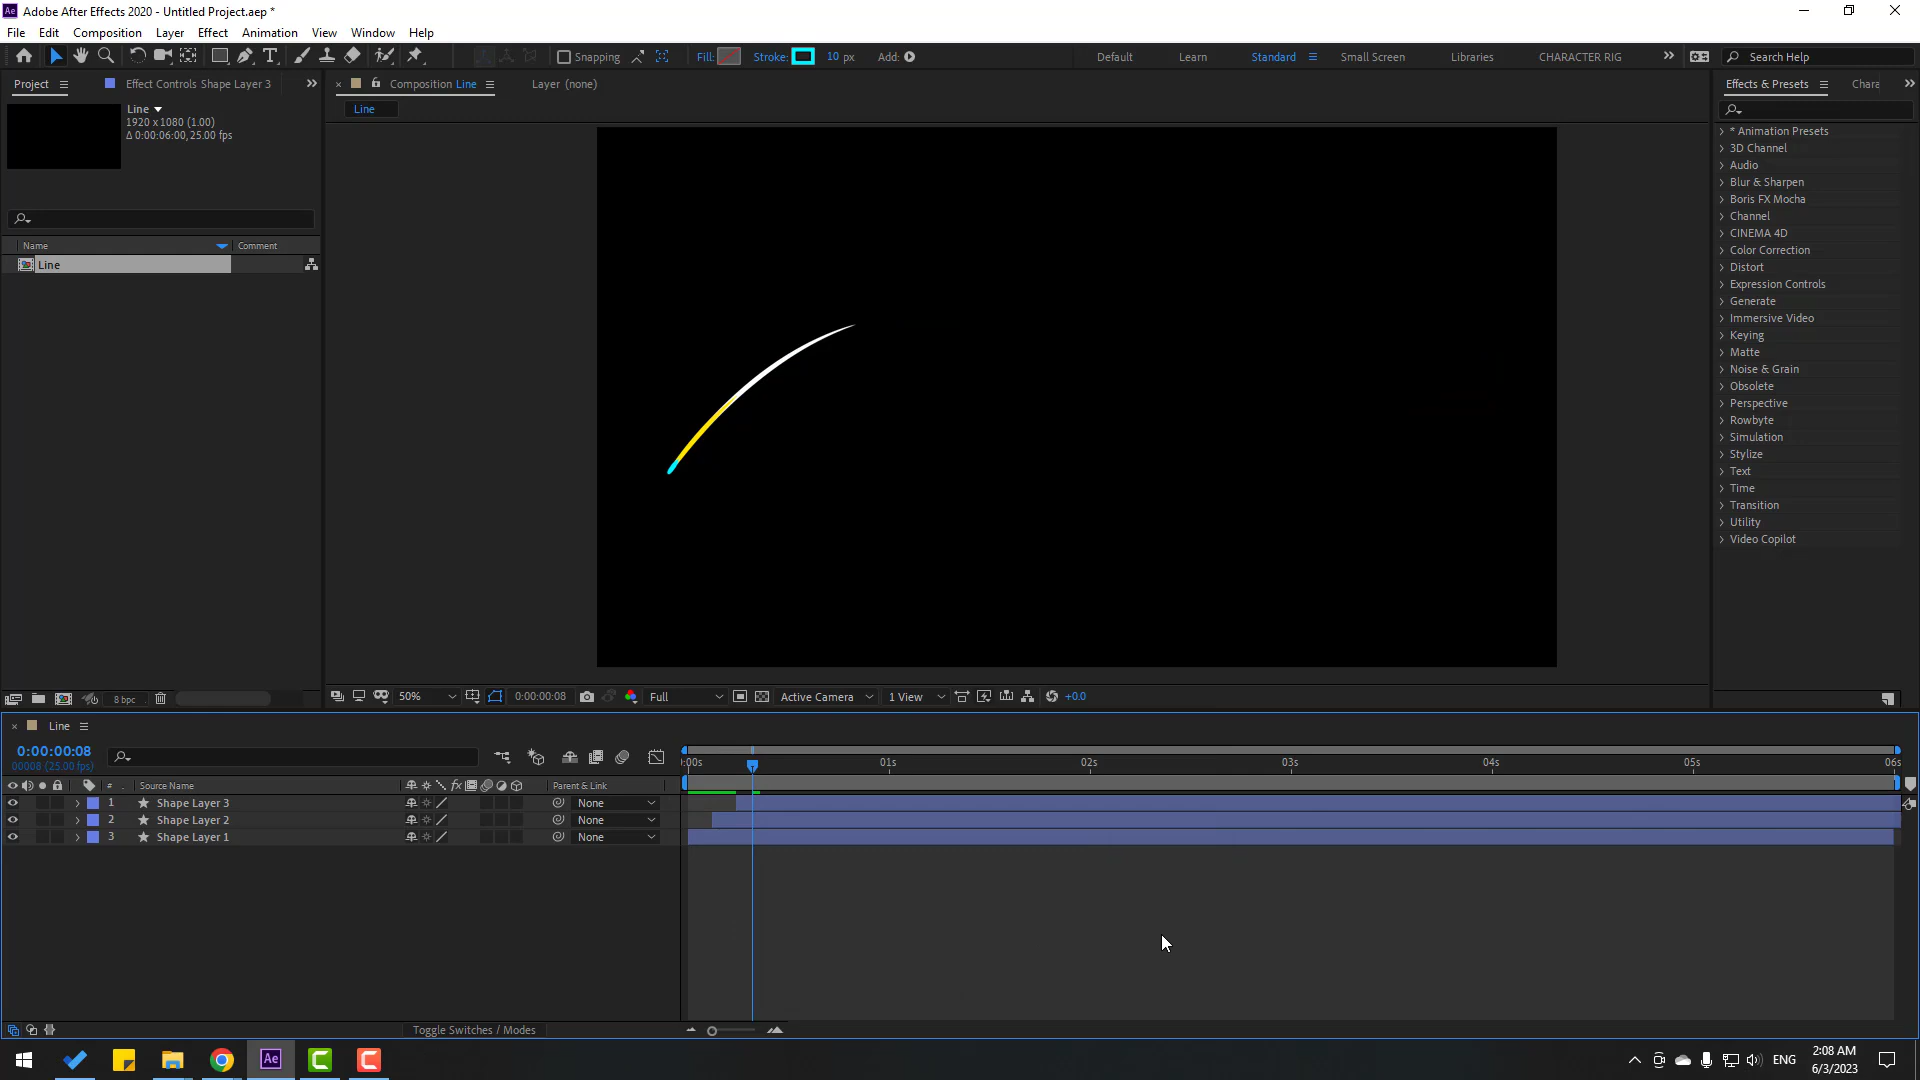 Ae Adobe After Effects 2020 - Untitled Project.aep *
File Edit Composition Layer Effect Animation View Window Help
Snapping Fill: Stroke: 10 px Add: Default Learn Standard Small Screen Libraries CHARACTER RIG Search Help
Project Effect Controls Shape Layer 3 Composition Line Layer (none) Effects & Presets Chara
Line
1920 x 1080 (1.00)
Δ 0:00:06:00, 25.00 fps
Name Comment
Line
8 bpc
Line
50% 0:00:00:08 Full Active Camera 1 View +0.0
* Animation Presets
3D Channel
Audio
Blur & Sharpen
Boris FX Mocha
Channel
CINEMA 4D
Color Correction
Distort
Expression Controls
Generate
Immersive Video
Keying
Matte
Noise & Grain
Obsolete
Perspective
Rowbyte
Simulation
Stylize
Text
Time
Transition
Utility
Video Copilot
Line
0:00:00:08
00008 (25.00 fps)
:00s 01s 02s 03s 04s 05s 06s
# Source Name fx Parent & Link
1 Shape Layer 3 None
2 Shape Layer 2 None
3 Shape Layer 1 None
Toggle Switches / Modes
Ae C C ENG 2:08 AM
6/3/2023